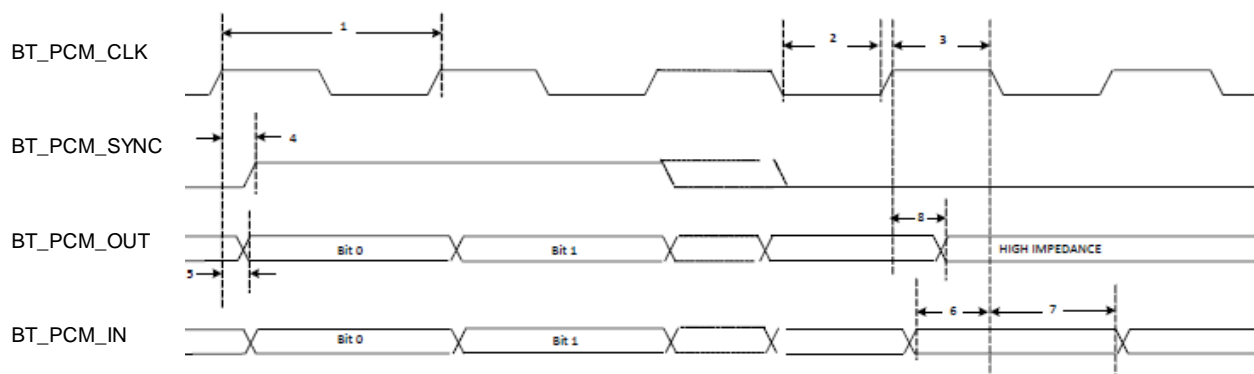 1
2
3
BT_PCM_CLK
4
BT_PCM_SYNC
8
BT_PCM_OUT
Bit 0
Bit 1
HIGH IMPEDANCE
5
6
7
BT_PCM_IN
Bit 0
Bit 1